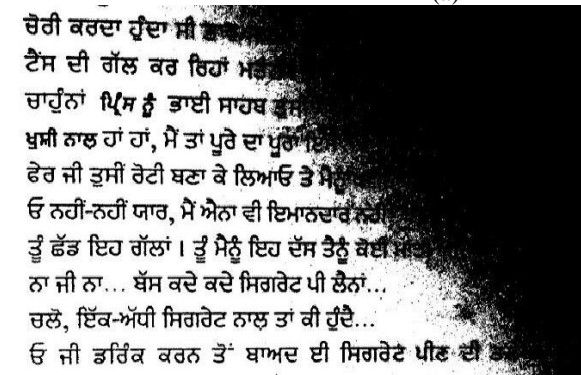 ਚੋਰੀ ਕਰਦਾ ਹੁੰਦਾ ਸੀ
ਟੈਂਸ ਦੀ ਗੱਲ ਕਰ ਰਿਹਾਂ
ਚਾਹੁੰਨਾਂ ਪ੍ਰਿੰਸ ਨੂੰ ਭਾਈ ਸਾਹਬ
ਖੁਸ਼ੀ ਨਾਲ ਹਾਂ ਹਾਂ, ਮੈਂ ਤਾਂ ਪੂਰੇ ਦਾ ਪੂਰਾ
ਫੇਰ ਜੀ ਤੁਸੀਂ ਰੋਟੀ ਬਣਾ ਕੇ ਲਿਆਓ ਤੇ ਮੈਨੂੰ
ਓ ਨਹੀਂ-ਨਹੀਂ ਯਾਰ, ਮੈਂ ਐਨਾ ਵੀ ਇਮਾਨਦਾਰ ਨਹੀਂ
ਤੂੰ ਛੱਡ ਇਹ ਗੱਲਾਂ । ਤੂੰ ਮੈਨੂੰ ਇਹ ਦੱਸ ਤੈਨੂੰ ਕੋਈ
ਨਾ ਜੀ ਨਾ... ਬੱਸ ਕਦੇ ਕਦੇ ਸਿਗਰੇਟ ਪੀ ਲੈਨਾਂ...
ਚਲੋ, ਇੱਕ-ਅੱਧੀ ਸਿਗਰੇਟ ਨਾਲ਼ ਤਾਂ ਕੀ ਹੁੰਦੈ...
ਓ ਜੀ ਡਰਿੰਕ ਕਰਨ ਤੋਂ ਬਾਅਦ ਈ ਸਿਗਰੇਟ ਪੀਣ ਦੀ